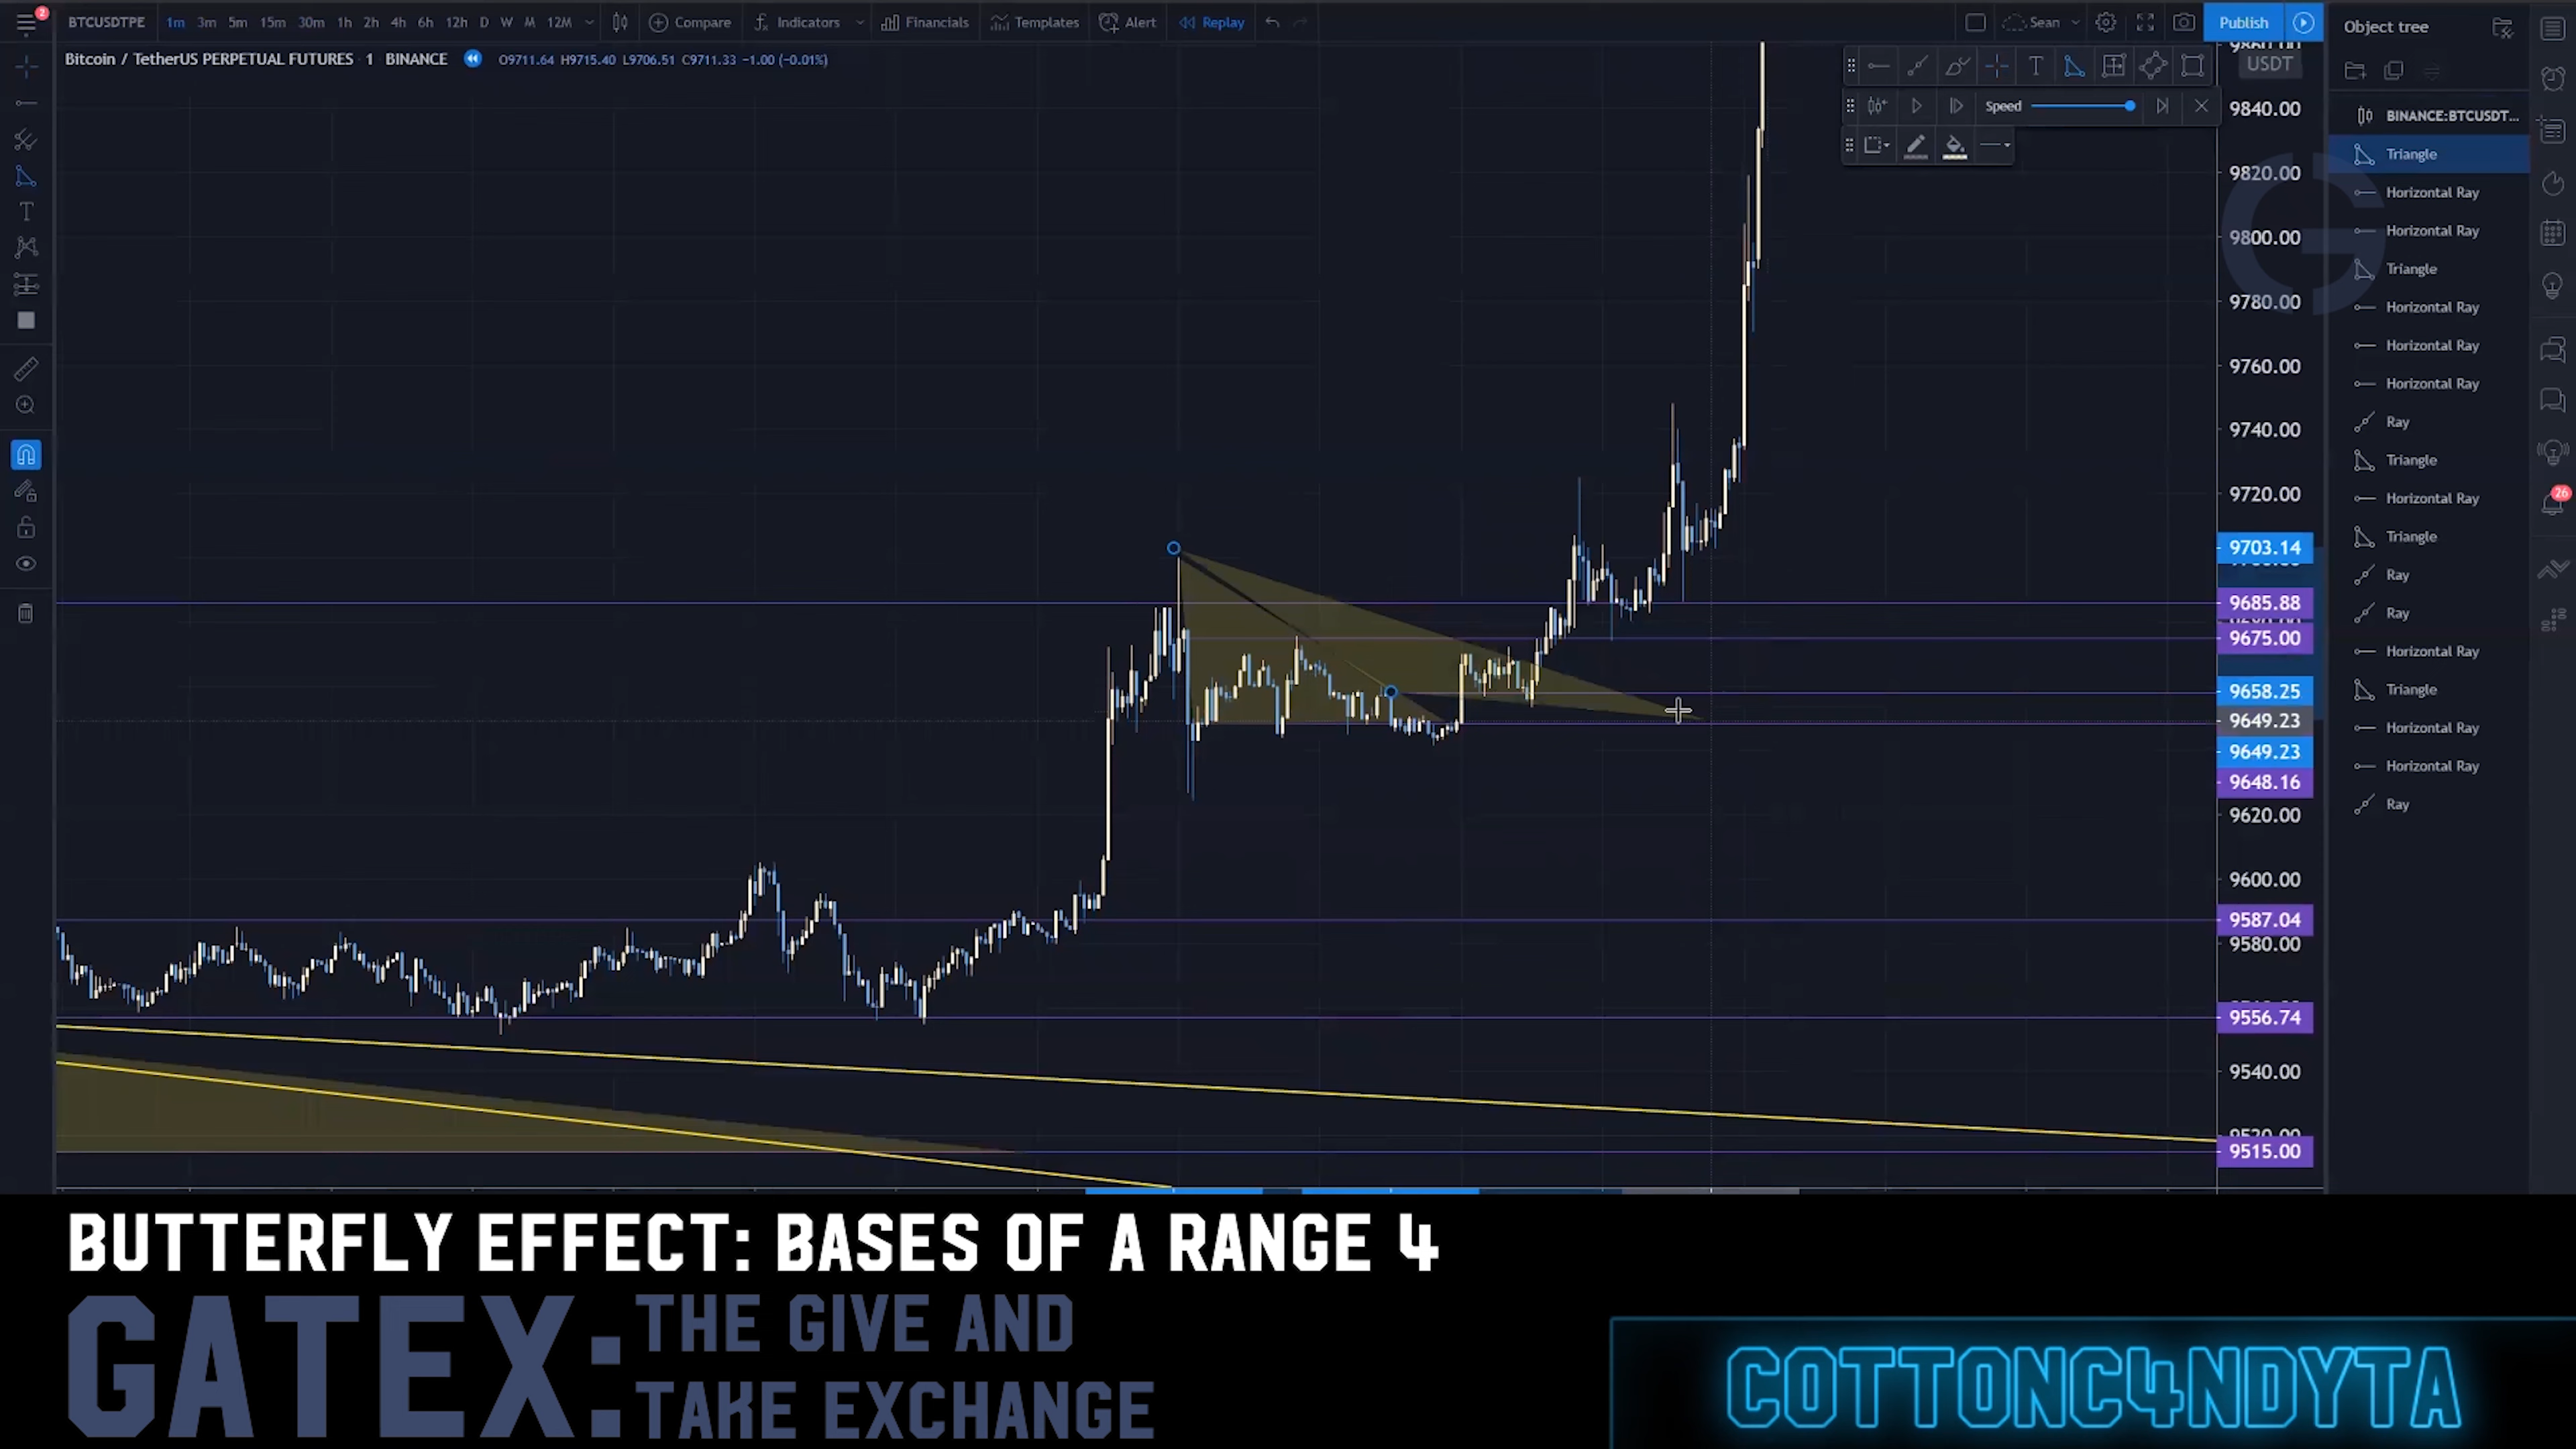 2
BTCUSDTPE 1m 3m 5m 15m 30m 1h 2h 4h 6h 12h D W M 12M Compare Indicators Financials Templates Alert Replay Sean Publish
Object tree
Bitcoin / TetherUS PERPETUAL FUTURES 1 BINANCE O9711.64 H9715.40 L9706.51 C9711.33 −1.00 (−0.01%)
USDT
Speed
9840.00
9820.00
9800.00
9780.00
9760.00
9740.00
9720.00
9703.14
9685.88
9675.00
9658.25
9649.23
9649.23
9648.16
9620.00
9600.00
9587.04
9580.00
9556.74
9540.00
9515.00
BINANCE:BTCUSDT...
Triangle
Horizontal Ray
Horizontal Ray
Triangle
Horizontal Ray
Horizontal Ray
Horizontal Ray
Ray
Triangle
Horizontal Ray
Triangle
Ray
Ray
Horizontal Ray
Triangle
Horizontal Ray
Horizontal Ray
Ray
26
G
BUTTERFLY EFFECT: BASES OF A RANGE 4
GATEX: THE GIVE AND
TAKE EXCHANGE
COTTONC4NDYTA